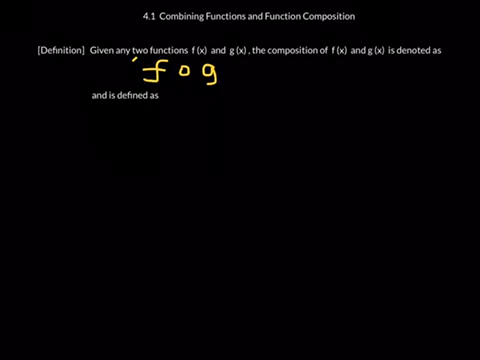 4.1 Combining Functions and Function Composition
[Definition] Given any two functions f (x) and g (x) , the composition of f (x) and g (x) is denoted as
f o g
and is defined as